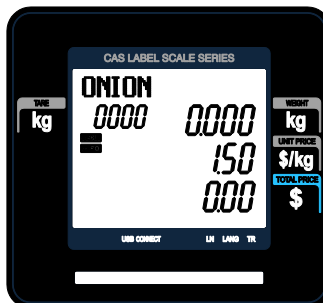 CAS LABEL SCALE SERIES
ONION
TARE
kg
0000
0.000
WEIGHT
kg
1.50
UNIT PRICE
$/kg
0.00
TOTAL PRICE
$
USB CONNECT LN LANG TR